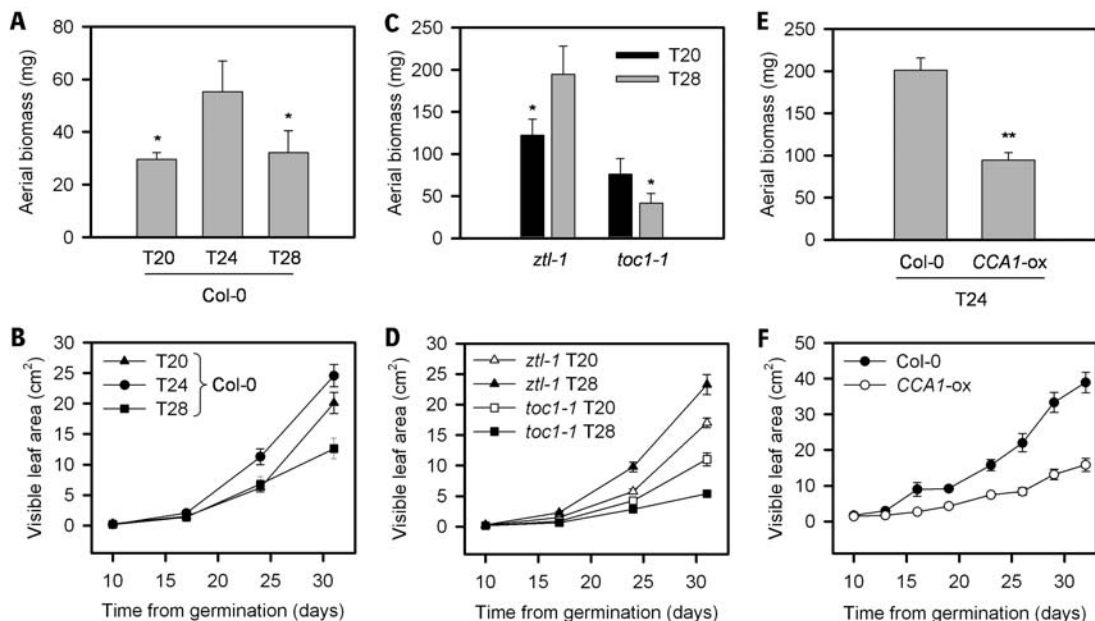 A
Aerial biomass (mg)
80
60
40
20
0
*
*
T20
T24
T28
Col-0
C
Aerial biomass (mg)
250
200
150
100
50
0
T20
T28
*
*
ztl-1
toc1-1
E
Aerial biomass (mg)
250
200
150
100
50
0
**
Col-0
CCA1-ox
T24
B
Visible leaf area (cm²)
30
25
20
15
10
5
0
T20
T24
T28
Col-0
10
15
20
25
30
Time from germination (days)
D
Visible leaf area (cm²)
30
25
20
15
10
5
0
ztl-1 T20
ztl-1 T28
toc1-1 T20
toc1-1 T28
10
15
20
25
30
Time from germination (days)
F
Visible leaf area (cm²)
50
40
30
20
10
0
Col-0
CCA1-ox
10
15
20
25
30
Time from germination (days)